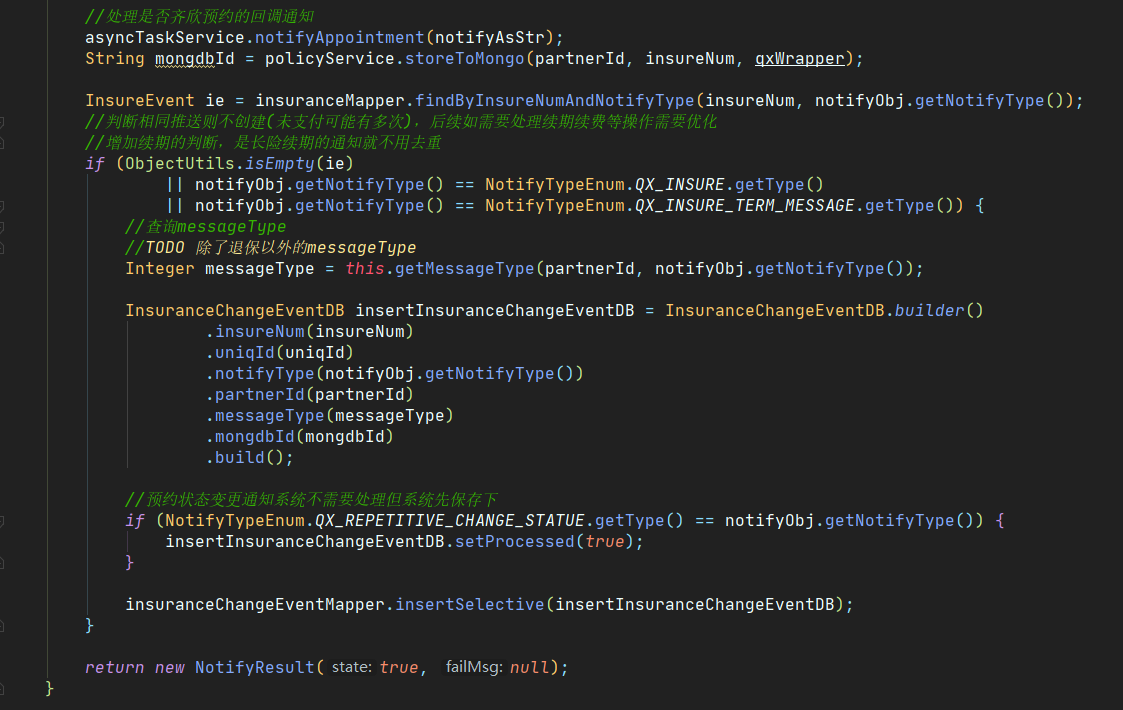 //处理是否齐欣预约的回调通知
asyncTaskService.notifyAppointment(notifyAsStr);
String mongdbId = policyService.storeToMongo(partnerId, insureNum, qxWrapper);
InsureEvent ie = insuranceMapper.findByInsureNumAndNotifyType(insureNum, notifyObj.getNotifyType());
//判断相同推送则不创建(未支付可能有多次)，后续如需要处理续期续费等操作需要优化
//增加续期的判断，是长险续期的通知就不用去重
if (ObjectUtils.isEmpty(ie)
|| notifyObj.getNotifyType() == NotifyTypeEnum.QX_INSURE.getType()
|| notifyObj.getNotifyType() == NotifyTypeEnum.QX_INSURE_TERM_MESSAGE.getType()) {
//查询messageType
//TODO 除了退保以外的messageType
Integer messageType = this.getMessageType(partnerId, notifyObj.getNotifyType());
InsuranceChangeEventDB insertInsuranceChangeEventDB = InsuranceChangeEventDB.builder()
.insureNum(insureNum)
.uniqId(uniqId)
.notifyType(notifyObj.getNotifyType())
.partnerId(partnerId)
.messageType(messageType)
.mongdbId(mongdbId)
.build();
//预约状态变更通知系统不需要处理但系统先保存下
if (NotifyTypeEnum.QX_REPETITIVE_CHANGE_STATUE.getType() == notifyObj.getNotifyType()) {
insertInsuranceChangeEventDB.setProcessed(true);
}
insuranceChangeEventMapper.insertSelective(insertInsuranceChangeEventDB);
}
return new NotifyResult( state: true, failMsg: null);
}